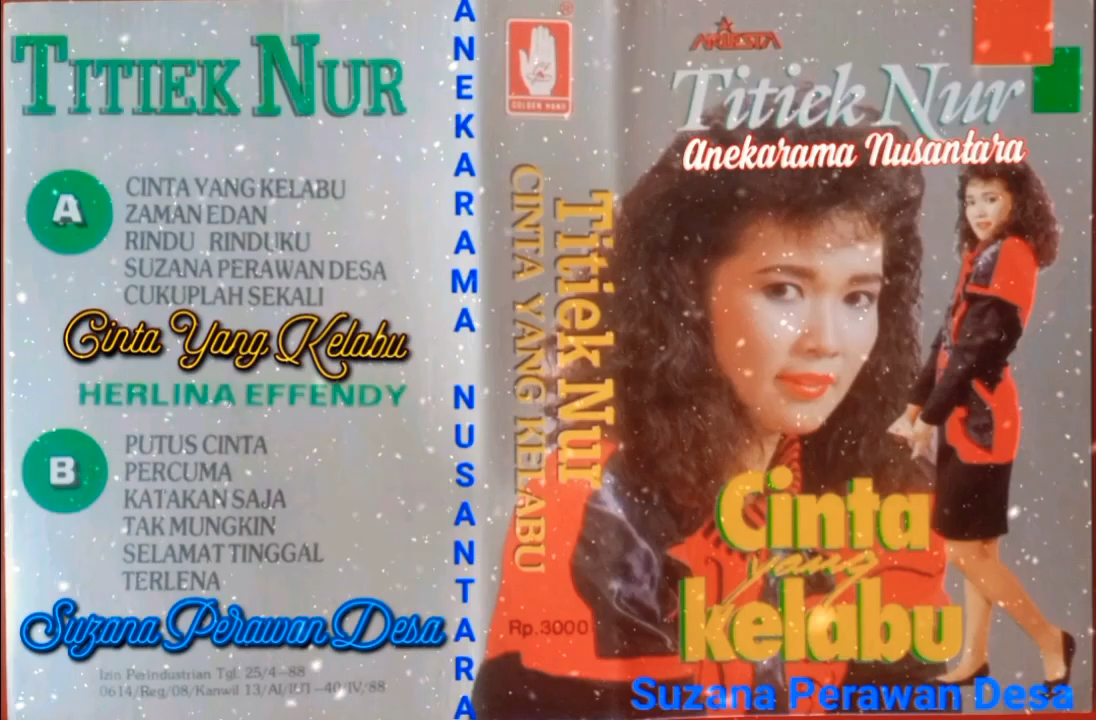 TITIEK NUR
A
CINTA YANG KELABU
ZAMAN EDAN
RINDU RINDUKU
SUZANA PERAWAN DESA
CUKUPLAH SEKALI
Cinta Yang Kelabu
HERLINA EFFENDY
B
PUTUS CINTA
PERCUMA
KATAKAN SAJA
TAK MUNGKIN
SELAMAT TINGGAL
TERLENA
Suzana Perawan Desa
Izin Perindustrian Tgl. 25/4-88
ANEKARAMA NUSANTARA
®
GOLDEN HAND
Titiek Nur
CINTA YANG KELABU
Rp.3000
ARIESTA
Titiek Nur
Anekarama Nusantara
Cinta
yang
kelabu
Suzana Perawan Desa